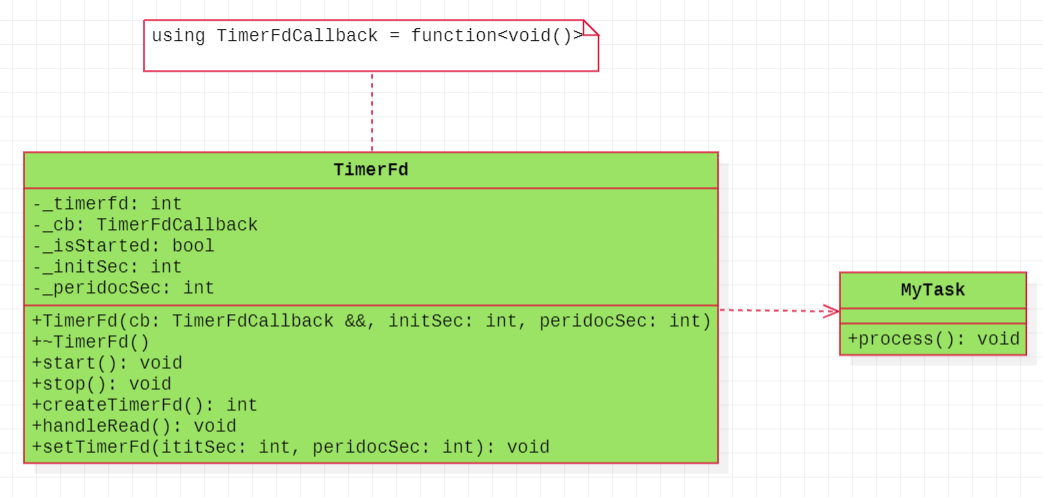 using TimerFdCallback = function<void()>
TimerFd
-_timerfd: int
-_cb: TimerFdCallback
-_isStarted: bool
-_initSec: int
-_peridocSec: int
+TimerFd(cb: TimerFdCallback &&, initSec: int, peridocSec: int)
+~TimerFd()
+start(): void
+stop(): void
+createTimerFd(): int
+handleRead(): void
+setTimerFd(ititSec: int, peridocSec: int): void
MyTask
+process(): void